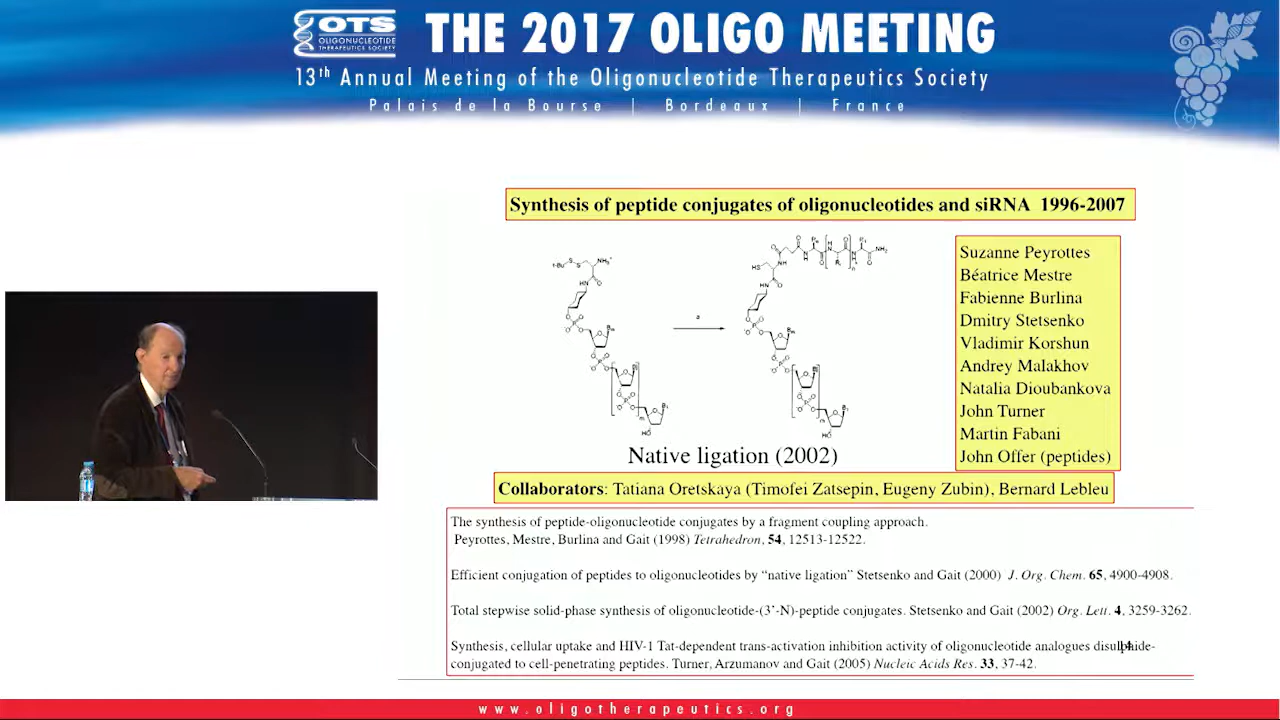 OTS
OLIGONUCLEOTIDE
THERAPEUTICS SOCIETY
THE 2017 OLIGO MEETING
13th Annual Meeting of the Oligonucleotide Therapeutics Society
Palais de la Bourse | Bordeaux | France
Synthesis of peptide conjugates of oligonucleotides and siRNA 1996-2007
Suzanne Peyrottes
Béatrice Mestre
Fabienne Burlina
Dmitry Stetsenko
Vladimir Korshun
Andrey Malakhov
Natalia Dioubankova
John Turner
Martin Fabani
John Offer (peptides)
Native ligation (2002)
Collaborators: Tatiana Oretskaya (Timofei Zatsepin, Eugeny Zubin), Bernard Lebleu
The synthesis of peptide-oligonucleotide conjugates by a fragment coupling approach.
Peyrottes, Mestre, Burlina and Gait (1998) Tetrahedron, 54, 12513-12522.
Efficient conjugation of peptides to oligonucleotides by “native ligation” Stetsenko and Gait (2000) J. Org. Chem. 65, 4900-4908.
Total stepwise solid-phase synthesis of oligonucleotide-(3’-N)-peptide conjugates. Stetsenko and Gait (2002) Org. Lett. 4, 3259-3262.
Synthesis, cellular uptake and HIV-1 Tat-dependent trans-activation inhibition activity of oligonucleotide analogues disulphide-
conjugated to cell-penetrating peptides. Turner, Arzumanov and Gait (2005) Nucleic Acids Res. 33, 37-42.
14
www.oligotherapeutics.org